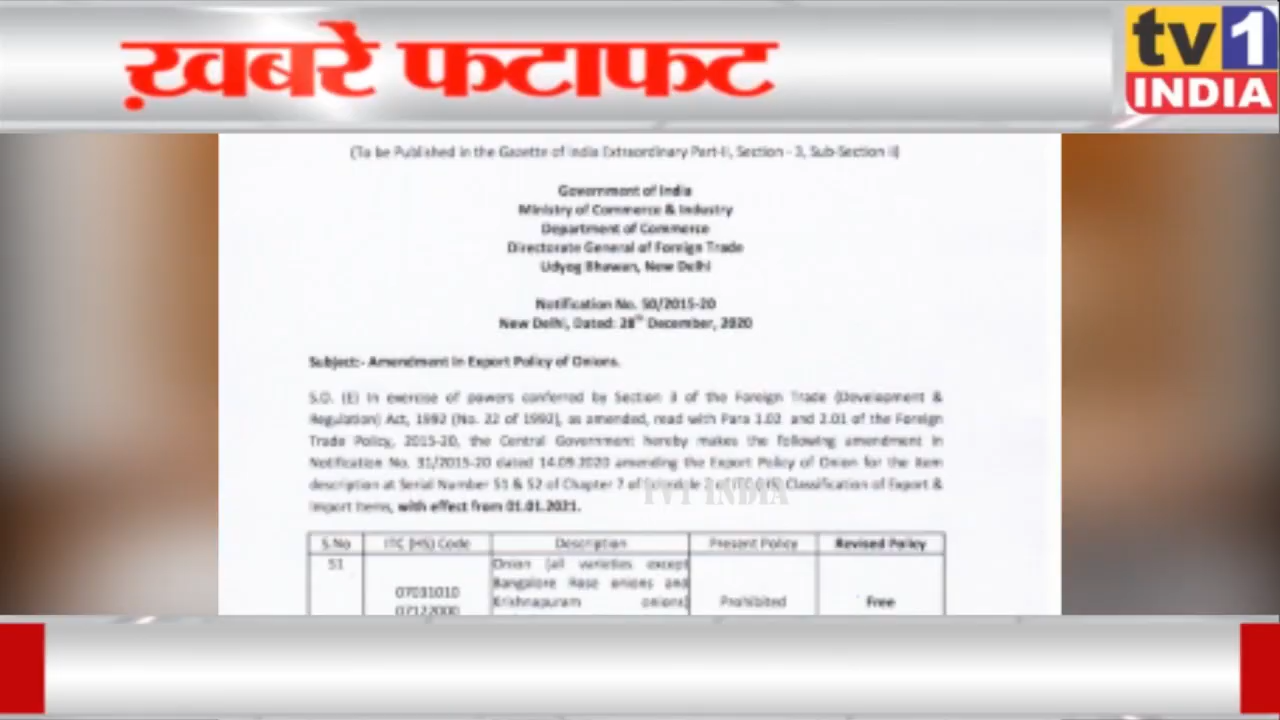 ख़बरें फटाफट
tv1
INDIA
(To be Published in the Gazette of India Extraordinary Part-II, Section - 3, Sub-Section ii)
Government of India
Ministry of Commerce & Industry
Department of Commerce
Directorate General of Foreign Trade
Udyog Bhawan, New Delhi
Notification No. 50/2015-20
New Delhi, Dated: 28th December, 2020
Subject:- Amendment in Export Policy of Onions.
S.O. (E) In exercise of powers conferred by Section 3 of the Foreign Trade (Development &
Regulation) Act, 1992 (No. 22 of 1992), as amended, read with Para 1.02 and 2.01 of the Foreign
Trade Policy, 2015-20, the Central Government hereby makes the following amendment in
Notification No. 31/2015-20 dated 14.09.2020 amending the Export Policy of Onion for the item
description at Serial Number 51 & 52 of Chapter 7 of Schedule 2 of ITC (HS) Classification of Export &
Import Items, with effect from 01.01.2021.
TV1 INDIA
S.No ITC (HS) Code Description Present Policy Revised Policy
51 07031010 07122000 Onion (all varieties except Bangalore Rose onions and Krishnapuram onions) Prohibited Free